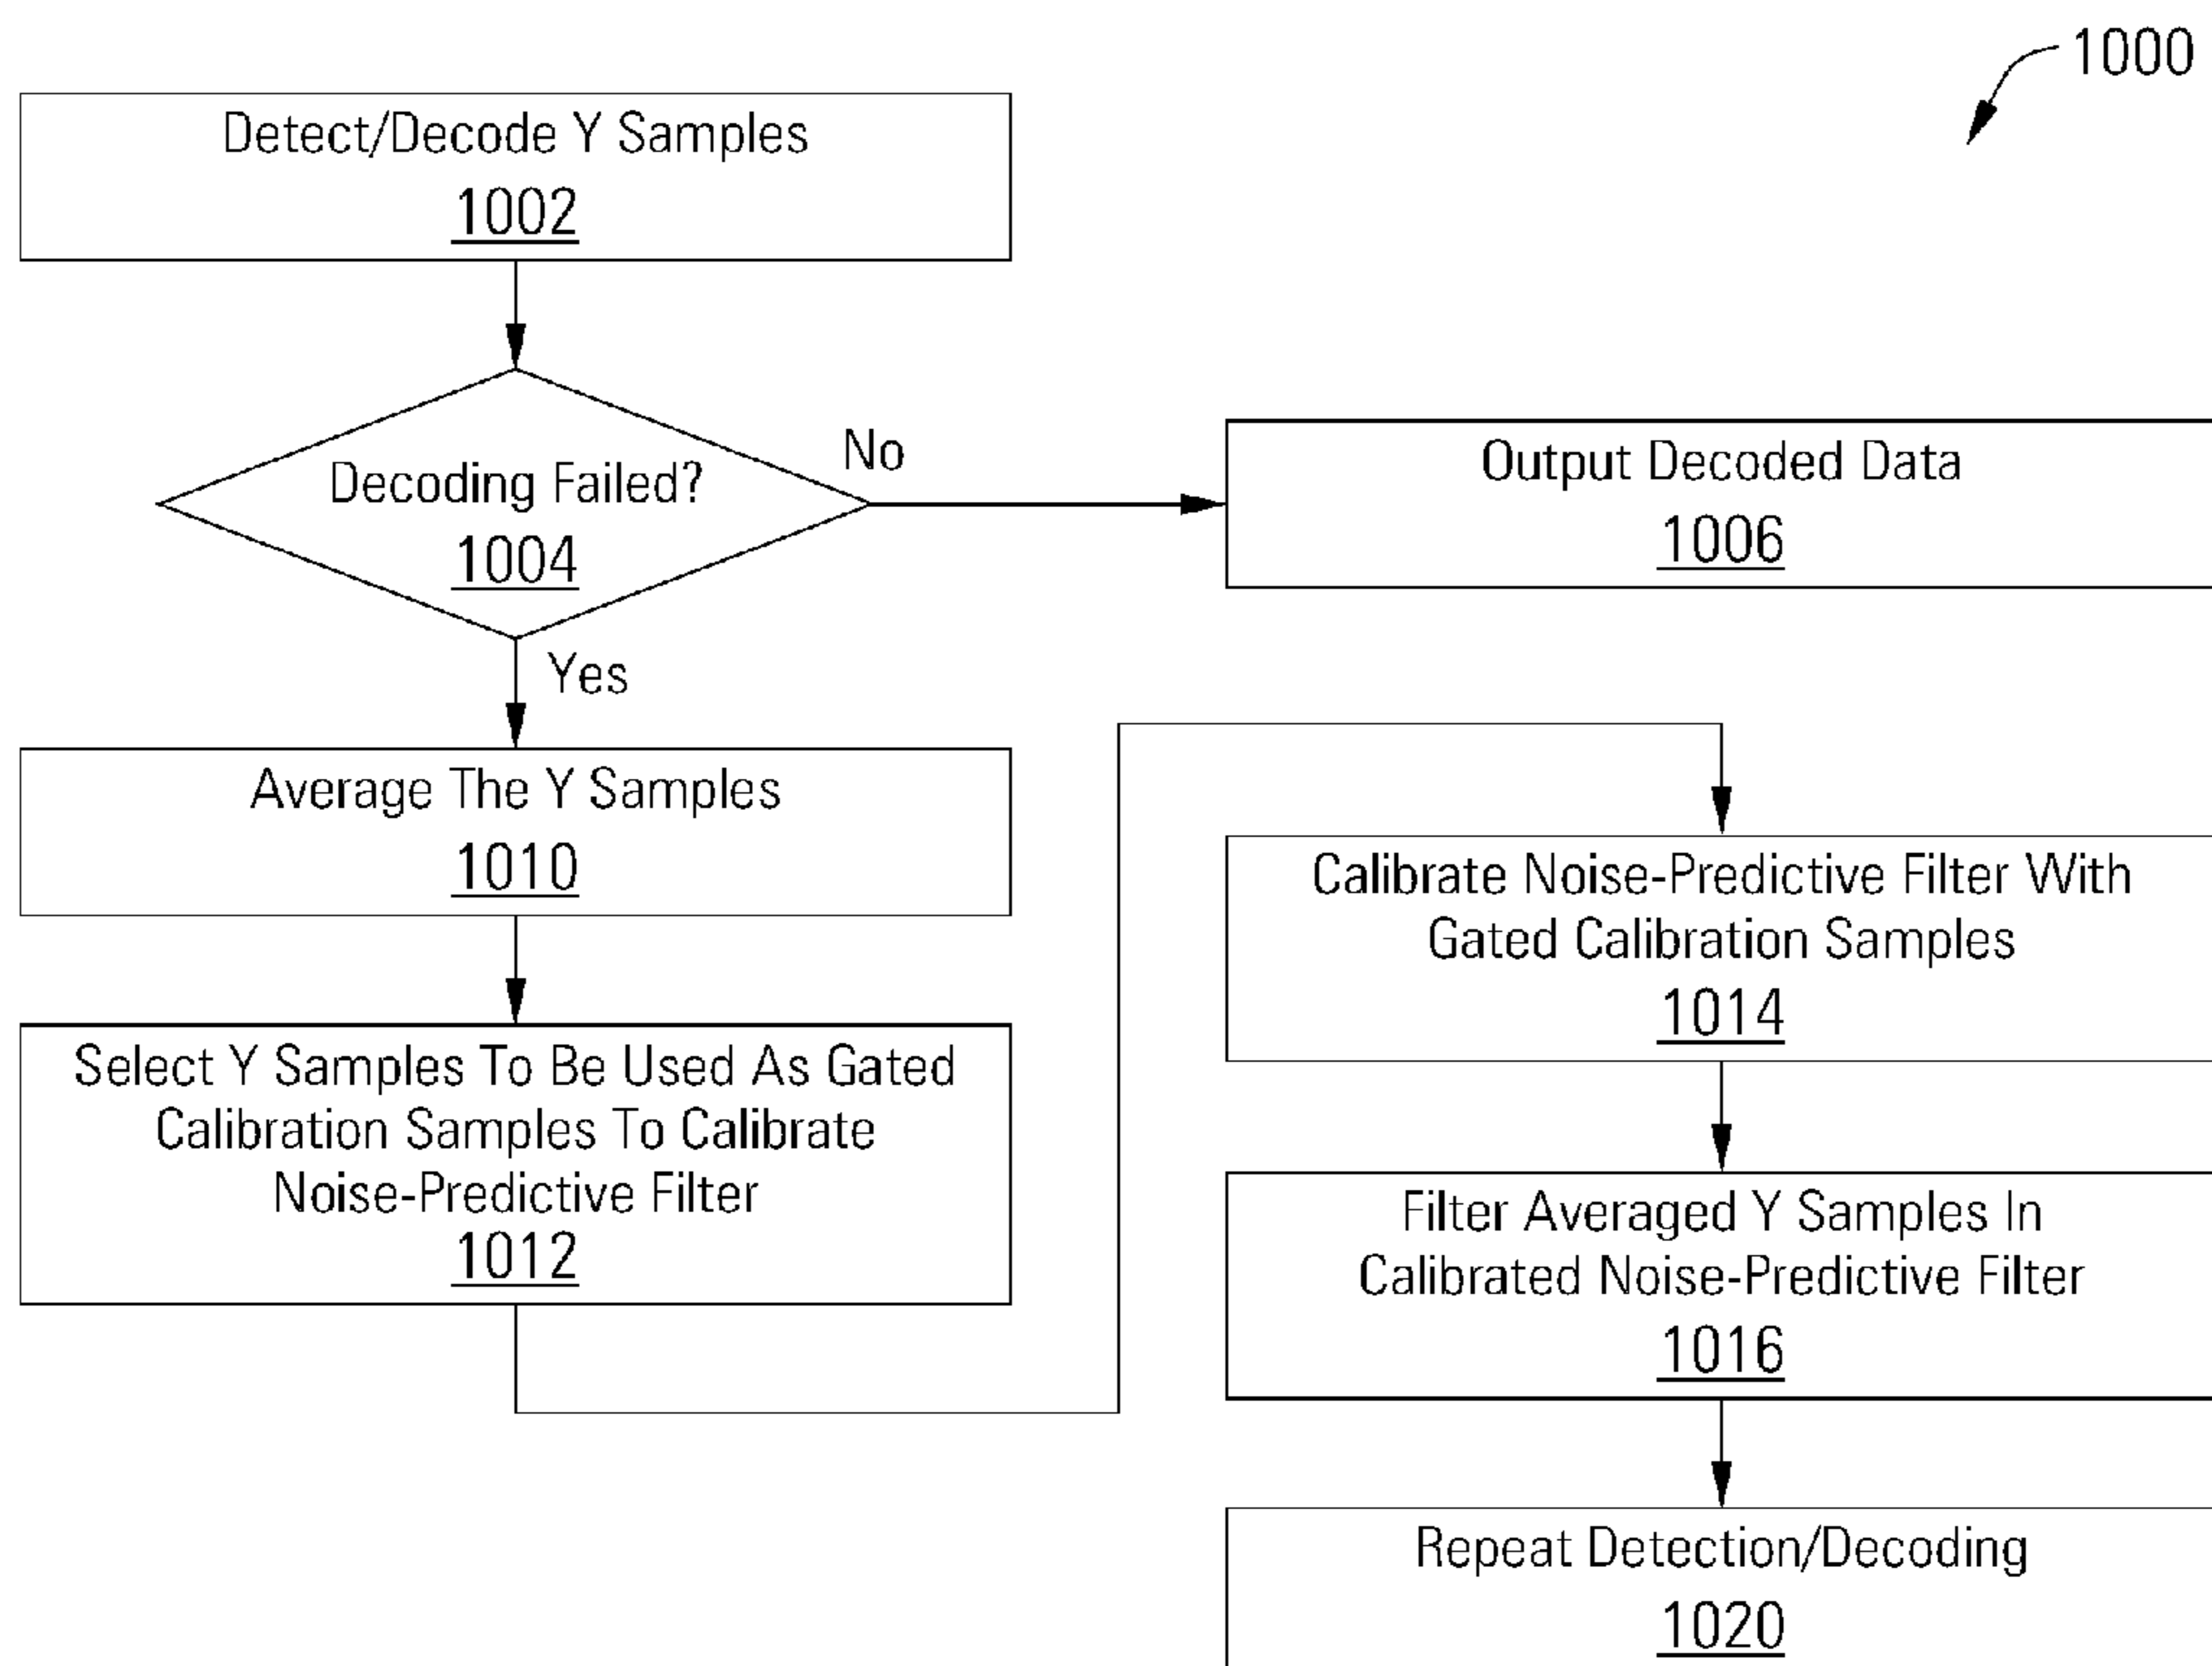 1000
Detect/Decode Y Samples
1002
Decoding Failed?
1004
No
Output Decoded Data
1006
Yes
Average The Y Samples
1010
Select Y Samples To Be Used As Gated
Calibration Samples To Calibrate
Noise-Predictive Filter
1012
Calibrate Noise-Predictive Filter With
Gated Calibration Samples
1014
Filter Averaged Y Samples In
Calibrated Noise-Predictive Filter
1016
Repeat Detection/Decoding
1020